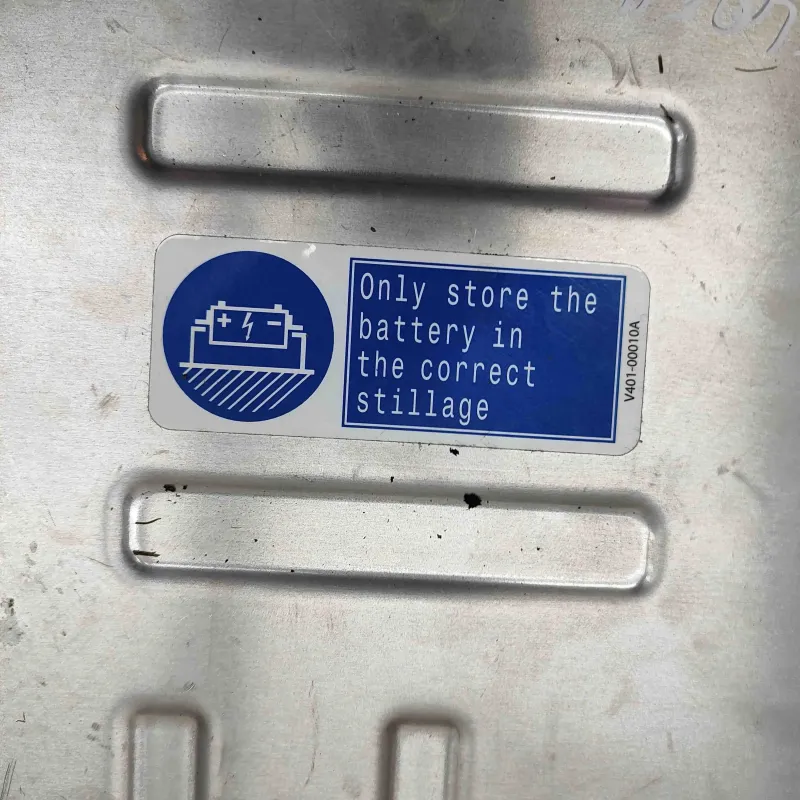 Only store the
battery in
the correct
stillage
V401-00010A